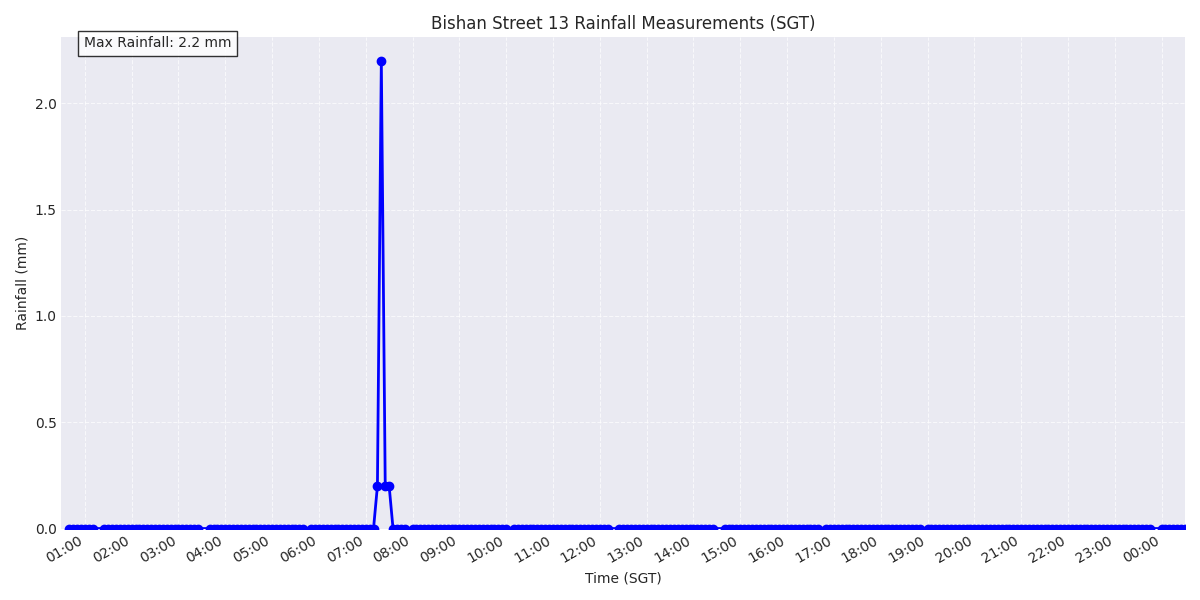 Bishan Street 13 Rainfall Measurements (SGT)
Max Rainfall: 2.2 mm
2.0
1.5
1.0
0.5
0.0
Rainfall (mm)
01:00 02:00 03:00 04:00 05:00 06:00 07:00 08:00 09:00 10:00 11:00 12:00 13:00 14:00 15:00 16:00 17:00 18:00 19:00 20:00 21:00 22:00 23:00 00:00
Time (SGT)